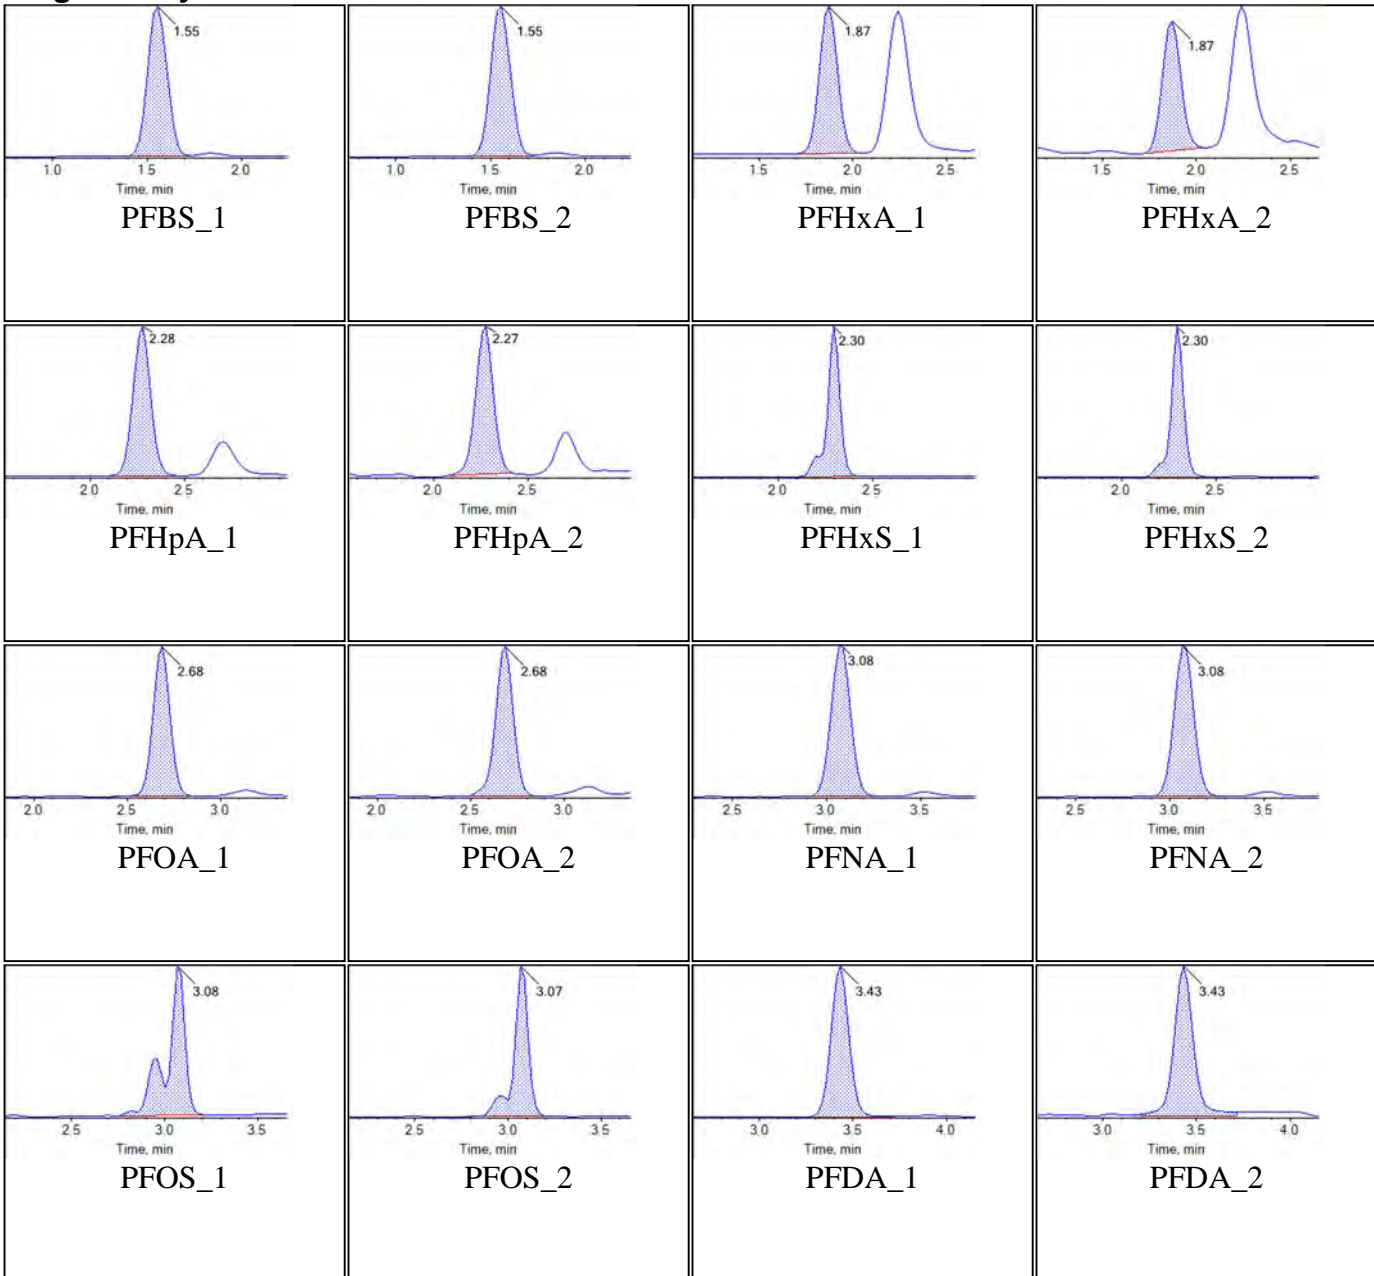 1.55
1.0 1.5 2.0
Time, min
PFBS_1
1.55
1.0 1.5 2.0
Time, min
PFBS_2
1.87
1.5 2.0 2.5
Time, min
PFHxA_1
1.87
1.5 2.0 2.5
Time, min
PFHxA_2
2.28
2.0 2.5
Time, min
PFHpA_1
2.27
2.0 2.5
Time, min
PFHpA_2
2.30
2.0 2.5
Time, min
PFHxS_1
2.30
2.0 2.5
Time, min
PFHxS_2
2.68
2.0 2.5 3.0
Time, min
PFOA_1
2.68
2.0 2.5 3.0
Time, min
PFOA_2
3.08
2.5 3.0 3.5
Time, min
PFNA_1
3.08
2.5 3.0 3.5
Time, min
PFNA_2
3.08
2.5 3.0 3.5
Time, min
PFOS_1
3.07
2.5 3.0 3.5
Time, min
PFOS_2
3.43
3.0 3.5 4.0
Time, min
PFDA_1
3.43
3.0 3.5 4.0
Time, min
PFDA_2